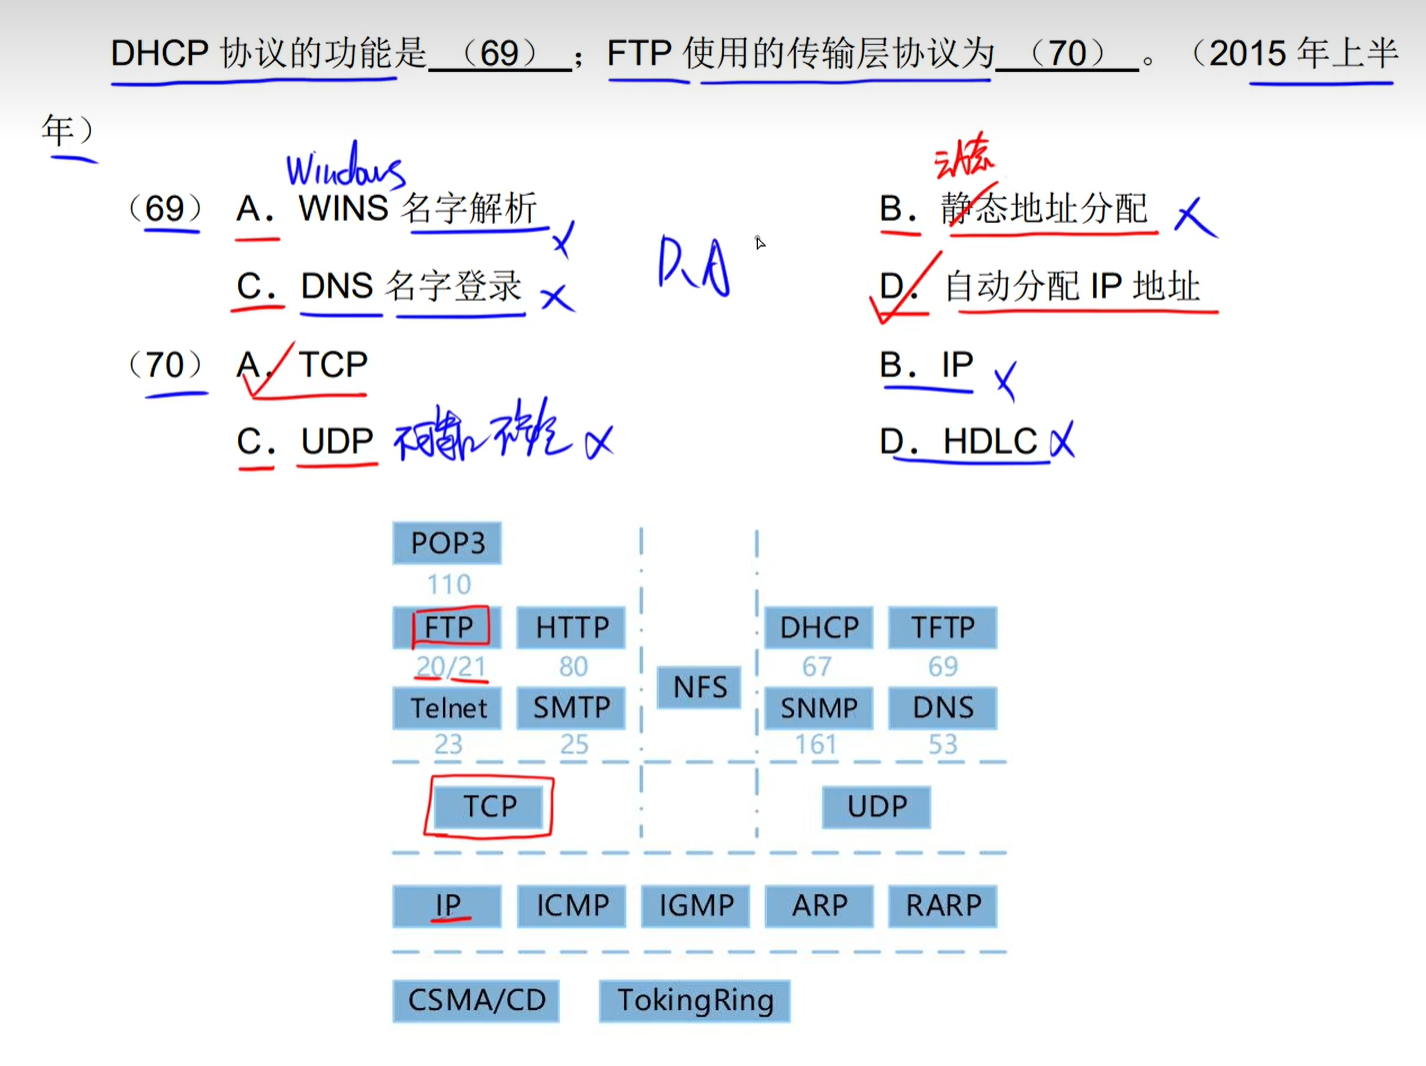 DHCP 协议的功能是 （69） ；FTP 使用的传输层协议为 （70） 。（2015 年上半
年）
Windows 动态
（69） A. WINS 名字解析 B. 静态地址分配
D、A
C. DNS 名字登录 D. 自动分配 IP 地址
（70） A. TCP B. IP
C. UDP 不可靠 D. HDLC
POP3
110
FTP HTTP DHCP TFTP
20/21 80 67 69
NFS
Telnet SMTP SNMP DNS
23 25 161 53
TCP UDP
IP ICMP IGMP ARP RARP
CSMA/CD TokingRing